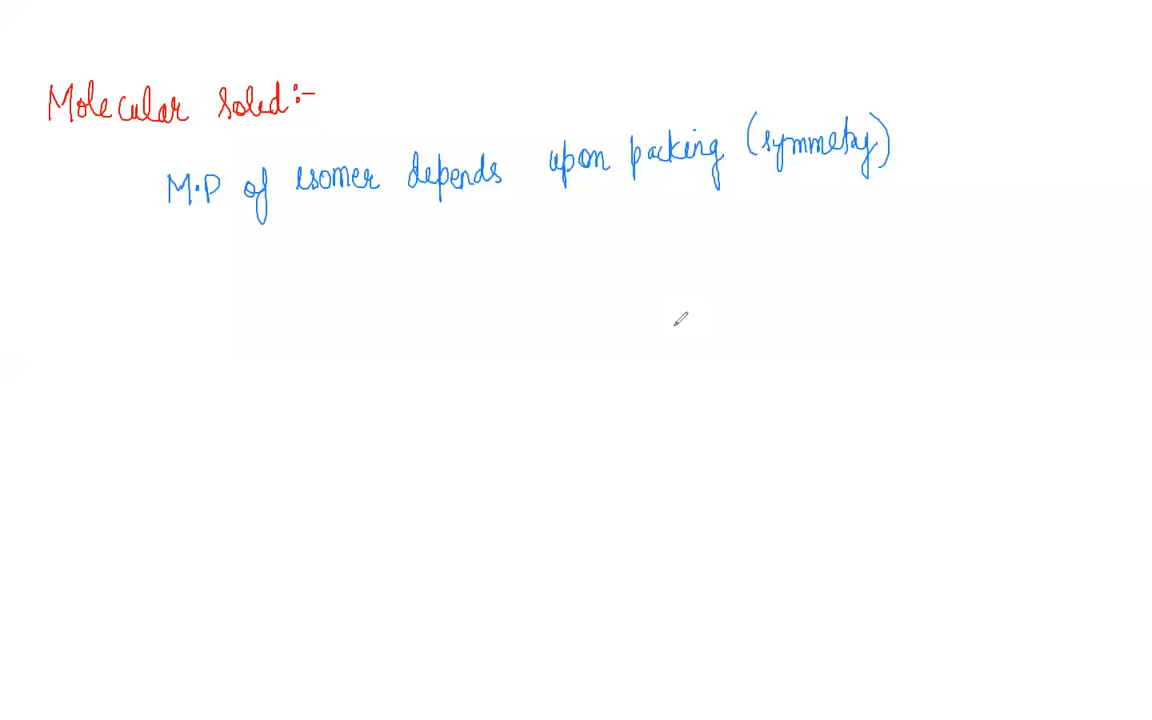 Molecular Solid:-
M.P of isomer depends upon packing (symmetry)